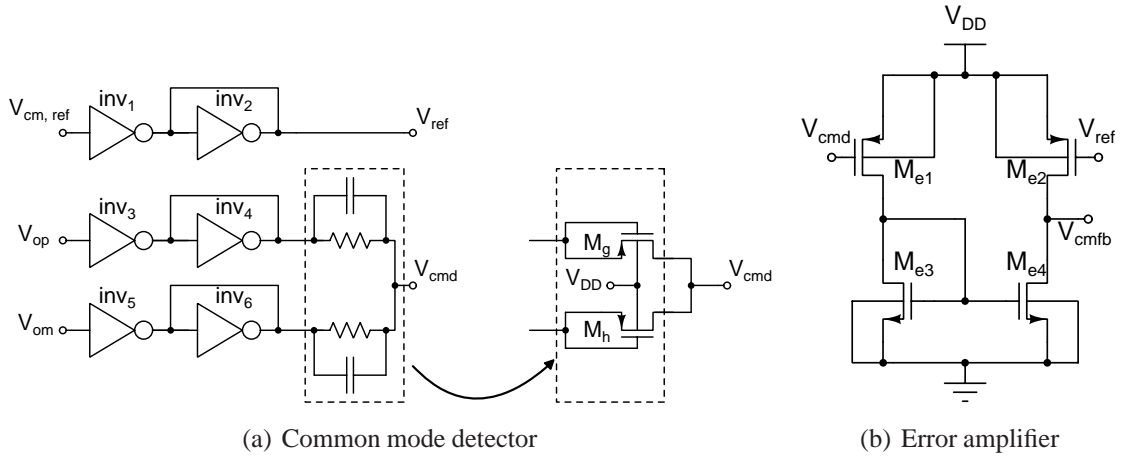 V_DD
V_cm, ref
inv_1
inv_2
V_ref
V_cmd
V_ref
M_e1
M_e2
V_op
inv_3
inv_4
M_g
V_DD
V_cmd
V_cmd
V_cmfb
V_om
inv_5
inv_6
M_h
M_e3
M_e4
(a) Common mode detector
(b) Error amplifier